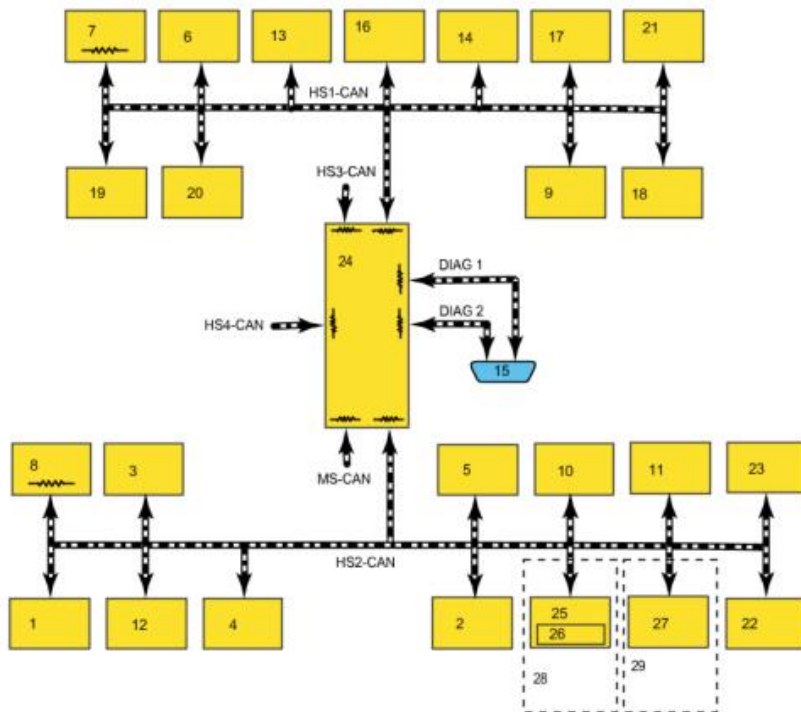 7 6 13 16 14 17 21
HS1-CAN
19 20 HS3-CAN 9 18
24
DIAG 1
DIAG 2
HS4-CAN
15
8 3 5 10 11 23
MS-CAN
HS2-CAN
1 12 4 2 25 27 22
26
28 29